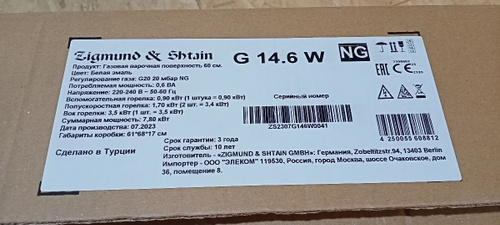 Zigmund & Shtain
G 14.6 W
NG
Продукт: Газовая варочная поверхность 60 см.
Цвет: Белая эмаль
Регулирование газа: G20 20 мбар NG
Потребляемая мощность: 0,6 ВА
Напряжение: 220-240 В ~ 50-60 Гц
Вспомогательная горелка: 0,90 кВт (1 шт. = 0,90 кВт)
Полускоростная горелка: 1,70 кВт (2 шт. = 3,4 кВт)
Вок горелка: 3,5 кВт (1 шт. = 3,5 кВт)
Суммарная мощность: 7,80 кВт
Дата производства: 07.2023
Габариты коробки: 61*68*17 см
Серийный номер
ZS2307G146W0041
EAC
CE
4 250055 608812
Сделано в Турции
Срок гарантии: 3 года
Срок службы: 10 лет
Изготовитель - «ZIGMUND & SHTAIN GMBH»: Германия, Zobeltitzstr.94, 13403 Berlin
Импортер - ООО "ЭЛЕКОМ" 119530, Россия, город Москва, шоссе Очаковское, дом
36, помещение 8.